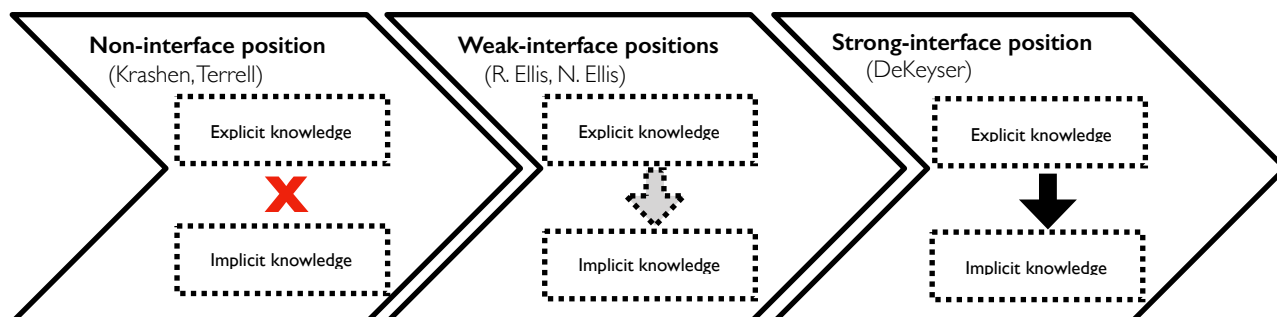 Non-interface position
(Krashen, Terrell)
Explicit knowledge
X
Implicit knowledge
Weak-interface positions
(R. Ellis, N. Ellis)
Explicit knowledge
Implicit knowledge
Strong-interface position
(DeKeyser)
Explicit knowledge
Implicit knowledge